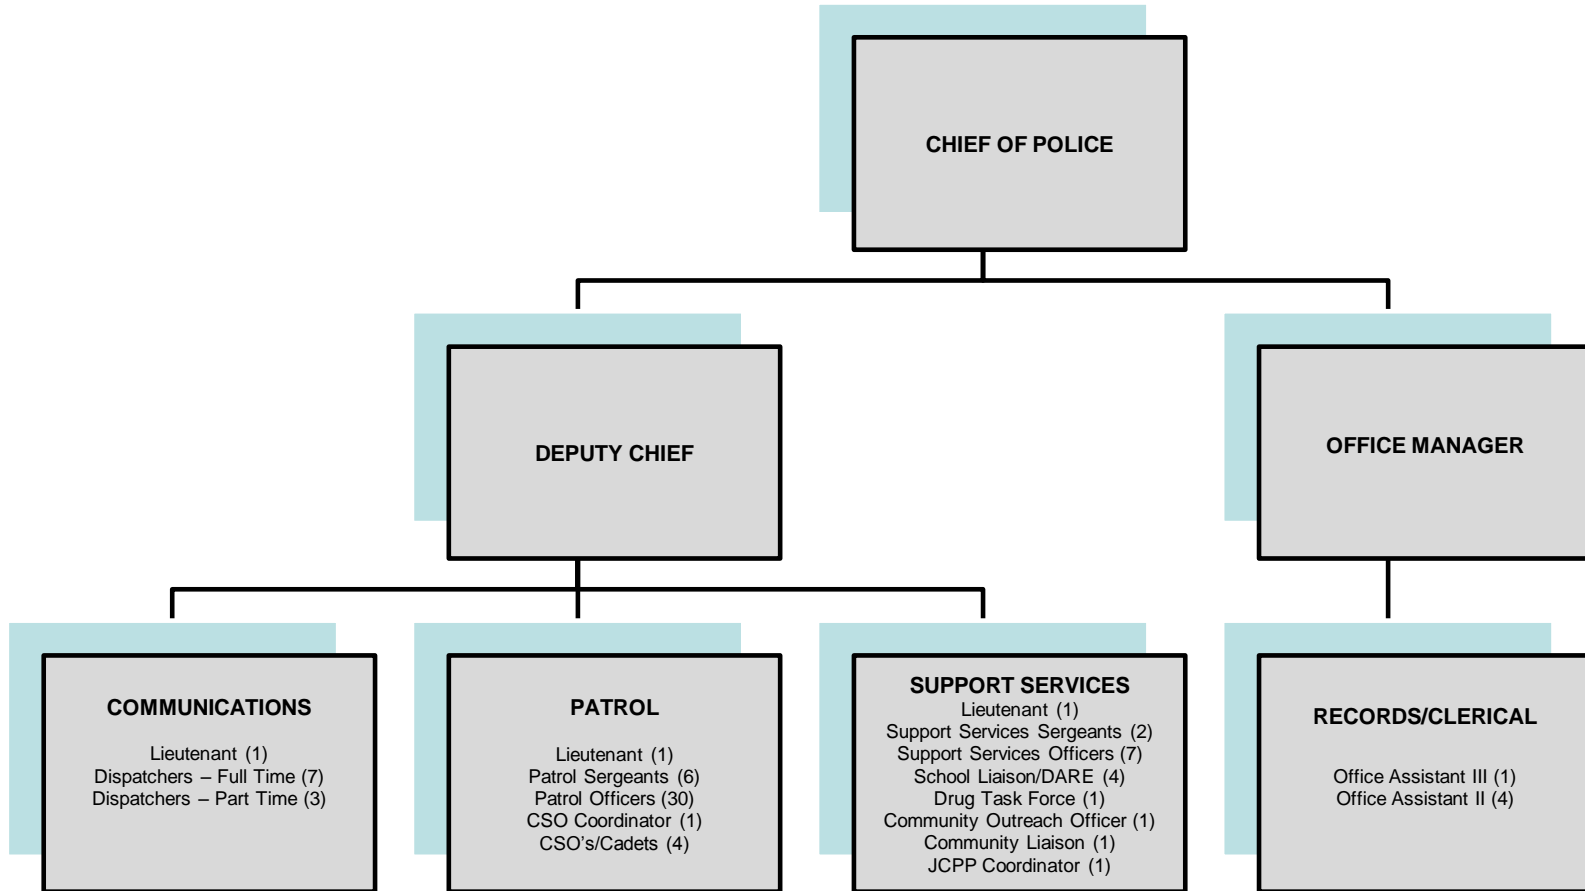 CHIEF OF POLICE
DEPUTY CHIEF
OFFICE MANAGER
COMMUNICATIONS
Lieutenant (1)
Dispatchers – Full Time (7)
Dispatchers – Part Time (3)
PATROL
Lieutenant (1)
Patrol Sergeants (6)
Patrol Officers (30)
CSO Coordinator (1)
CSO's/Cadets (4)
SUPPORT SERVICES
Lieutenant (1)
Support Services Sergeants (2)
Support Services Officers (7)
School Liaison/DARE (4)
Drug Task Force (1)
Community Outreach Officer (1)
Community Liaison (1)
JCPP Coordinator (1)
RECORDS/CLERICAL
Office Assistant III (1)
Office Assistant II (4)